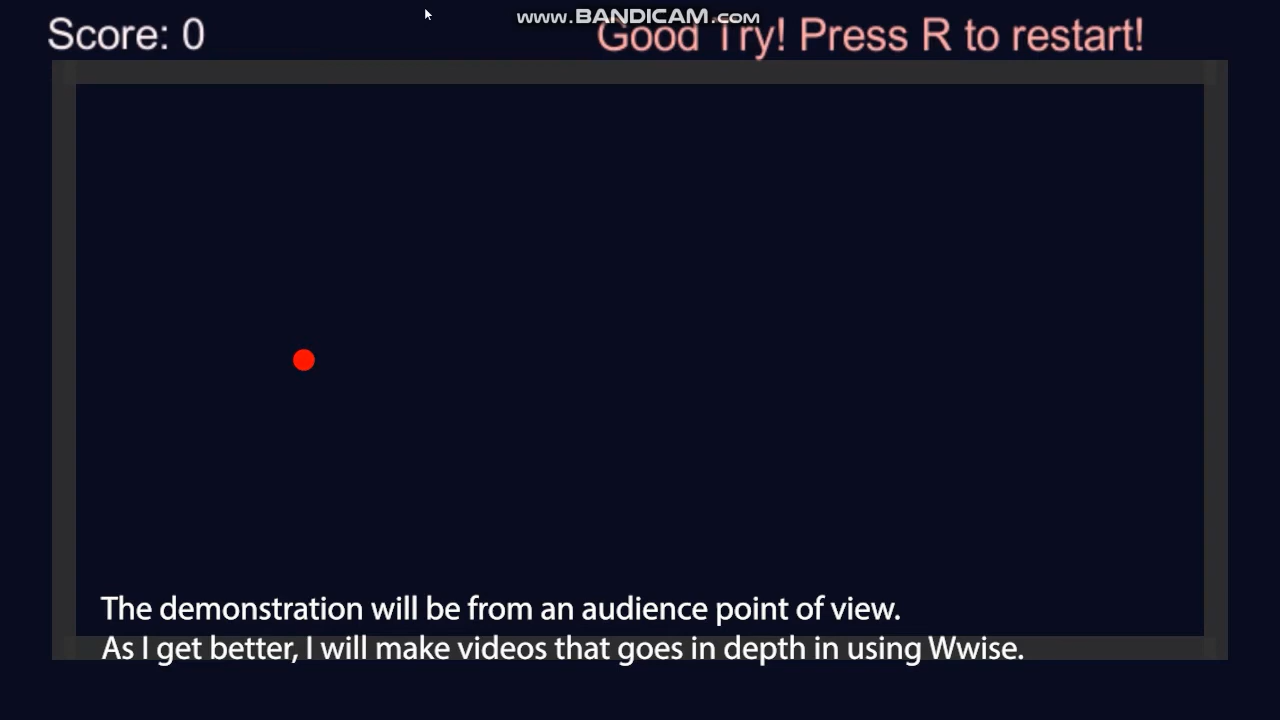 www.BANDICAM.com
Score: 0
Good Try! Press R to restart!
The demonstration will be from an audience point of view.
As I get better, I will make videos that goes in depth in using Wwise.